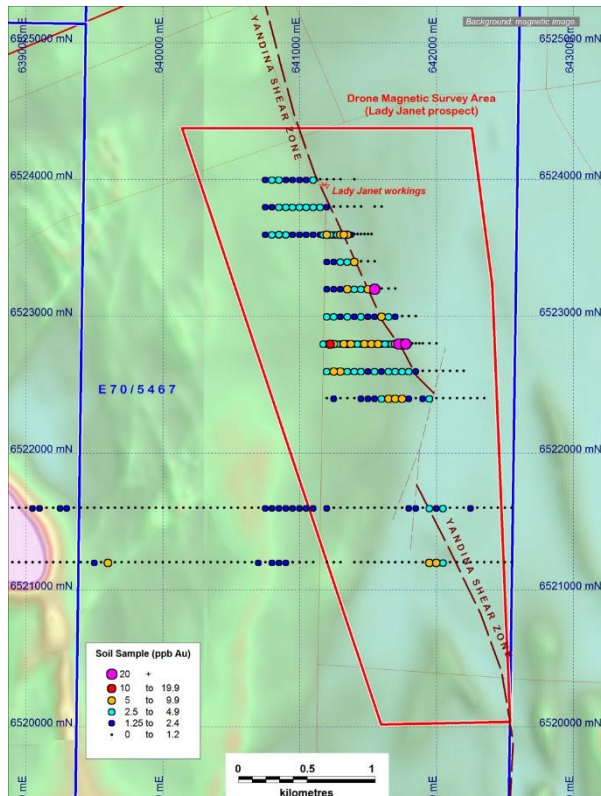 Background: magnetic image
639000 mE
640000 mE
641000 mE
642000 mE
643000 mE
6525000 mN
6525000 mN
YANDINA SHEAR ZONE
Drone Magnetic Survey Area
(Lady Janet prospect)
6524000 mN
6524000 mN
Lady Janet workings
6523000 mN
6523000 mN
E70/5467
6522000 mN
6522000 mN
YANDINA SHEAR ZONE
6521000 mN
6521000 mN
Soil Sample (ppb Au)
20 +
10 to 19.9
5 to 9.9
2.5 to 4.9
1.25 to 2.4
0 to 1.2
6520000 mN
6520000 mN
0 0.5 1
kilometres
mE
mE
mE
mE
mE